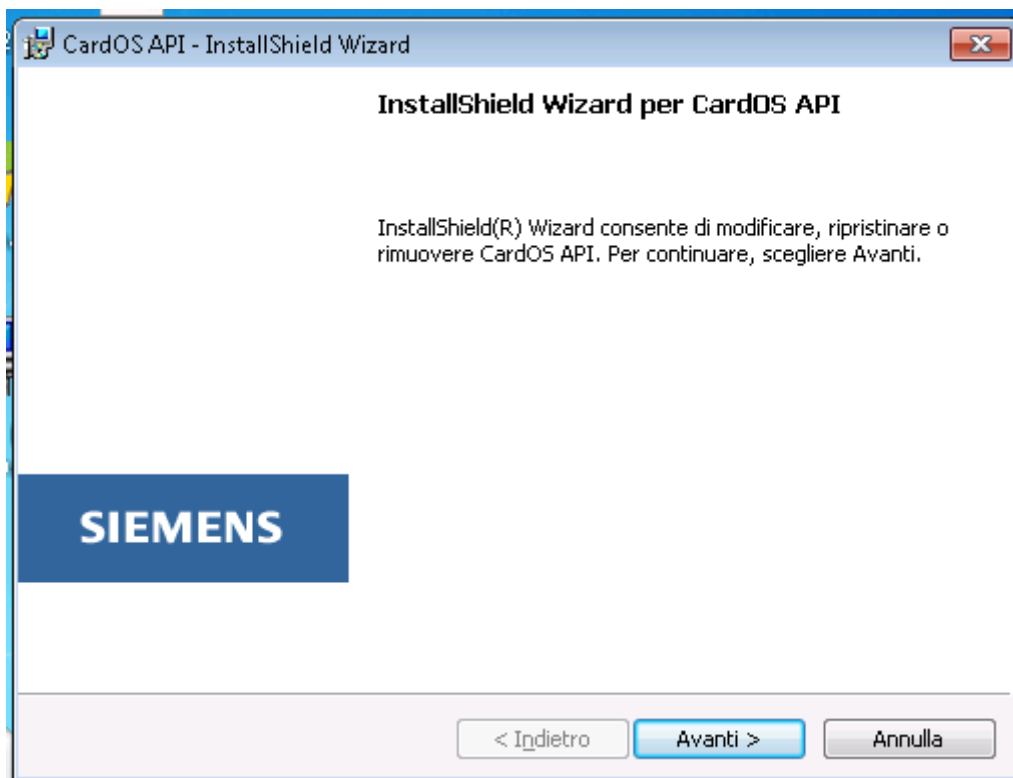 CardOS API - InstallShield Wizard
InstallShield Wizard per CardOS API
InstallShield(R) Wizard consente di modificare, ripristinare o
rimuovere CardOS API. Per continuare, scegliere Avanti.
SIEMENS
< Indietro
Avanti >
Annulla